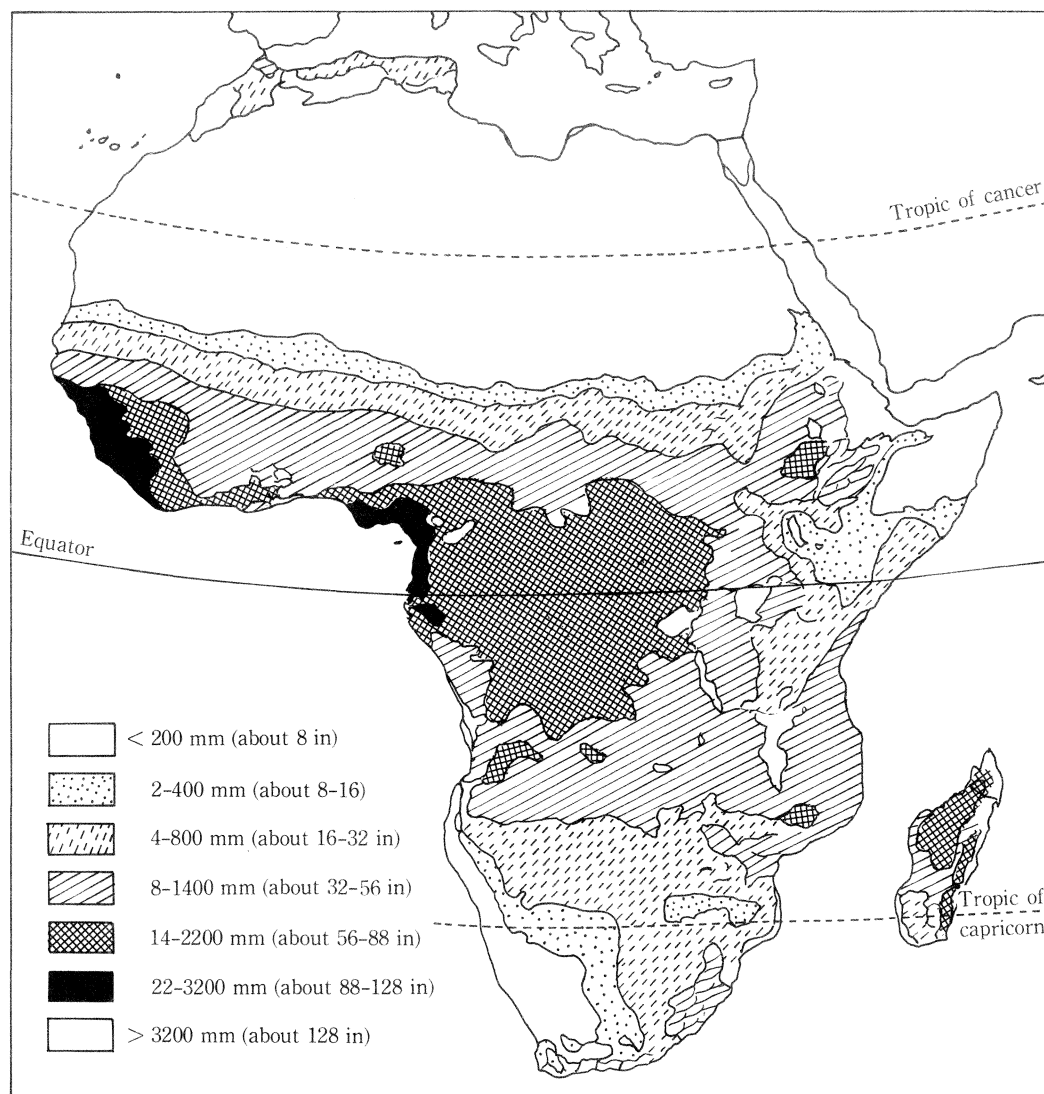 Tropic of cancer
Equator
< 200 mm (about 8 in)
2–400 mm (about 8–16)
4–800 mm (about 16–32 in)
8–1400 mm (about 32–56 in)
14–2200 mm (about 56–88 in)
22–3200 mm (about 88–128 in)
> 3200 mm (about 128 in)
Tropic of
capricorn